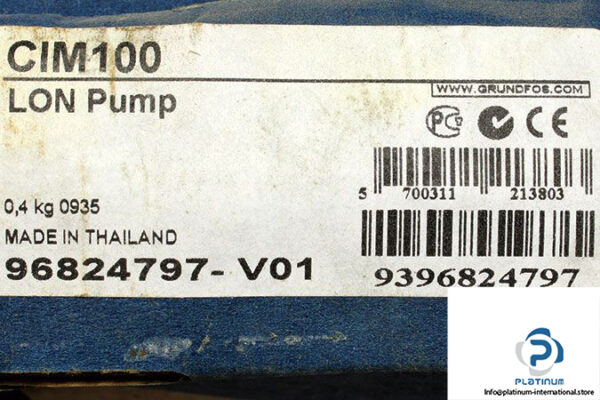 CIM100
LON Pump
WWW.GRUNDFOS.COM
PC CE
5 700311 213803
0,4 kg 0935
MADE IN THAILAND
96824797- V01
9396824797
PLATINUM
Info@platinum-international.store